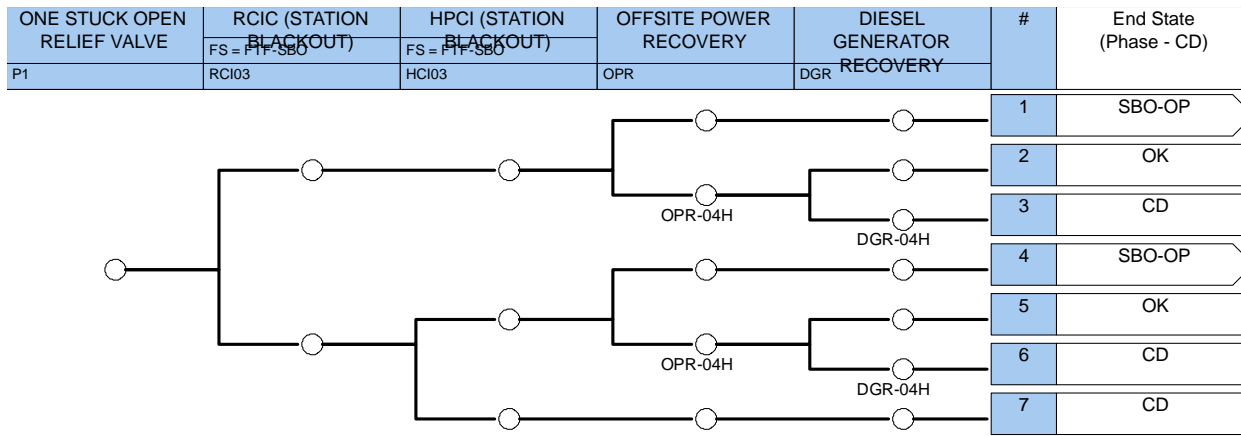 ONE STUCK OPEN
RELIEF VALVE
P1
RCIC (STATION
BLACKOUT)
FS = FTF-SBO
RCI03
HPCI (STATION
BLACKOUT)
FS = FTF-SBO
HCI03
OFFSITE POWER
RECOVERY
OPR
DIESEL
GENERATOR
RECOVERY
DGR
#
End State
(Phase - CD)
1 SBO-OP
2 OK
OPR-04H
3 CD
DGR-04H
4 SBO-OP
5 OK
OPR-04H
6 CD
DGR-04H
7 CD